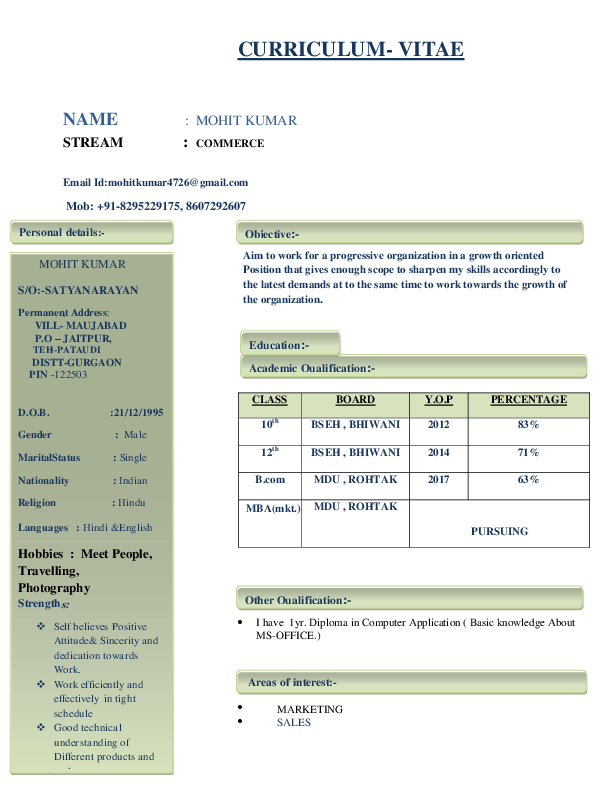 CURRICULUM- VITAE
NAME : MOHIT KUMAR
STREAM : COMMERCE
Email Id:mohitkumar4726@gmail.com
Mob: +91-8295229175, 8607292607
Personal details:-
MOHIT KUMAR
S/O:-SATYANARAYAN
Permanent Address:
VILL- MAUJABAD
P.O – JAITPUR,
TEH-PATAUDI
DISTT-GURGAON
PIN -122503
D.O.B. :21/12/1995
Gender : Male
MaritalStatus : Single
Nationality : Indian
Religion : Hindu
Languages : Hindi &English
Hobbies : Meet People,
Travelling,
Photography
Strengths:
❖ Self believes Positive
Attitude& Sincerity and
dedication towards
Work.
❖ Work efficiently and
effectively in tight
schedule
❖ Good technical
understanding of
Different products and
Objective:-
Aim to work for a progressive organization in a growth oriented
Position that gives enough scope to sharpen my skills accordingly to
the latest demands at to the same time to work towards the growth of
the organization.
Education:-
Academic Qualification:-
CLASS BOARD Y.O.P PERCENTAGE
10th BSEH , BHIWANI 2012 83%
12th BSEH , BHIWANI 2014 71%
B.com MDU , ROHTAK 2017 63%
MBA(mkt.) MDU , ROHTAK PURSUING
Other Qualification:-
• I have 1yr. Diploma in Computer Application ( Basic knowledge About
MS-OFFICE.)
Areas of interest:-
• MARKETING
• SALES